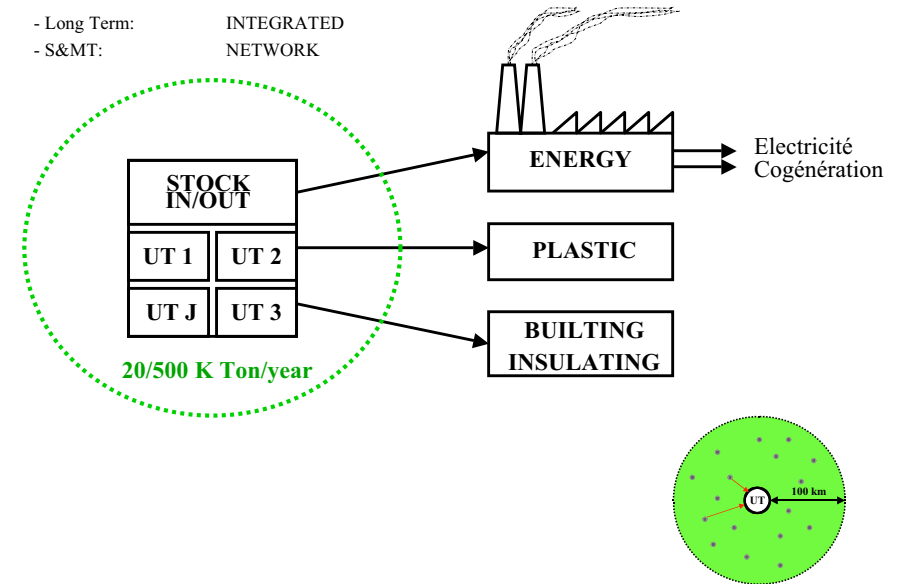 - Long Term: INTEGRATED
- S&MT: NETWORK
STOCK
IN/OUT
UT 1 UT 2
UT J UT 3
20/500 K Ton/year
ENERGY
Electricité
Cogénération
PLASTIC
BUILTING
INSULATING
UT
100 km